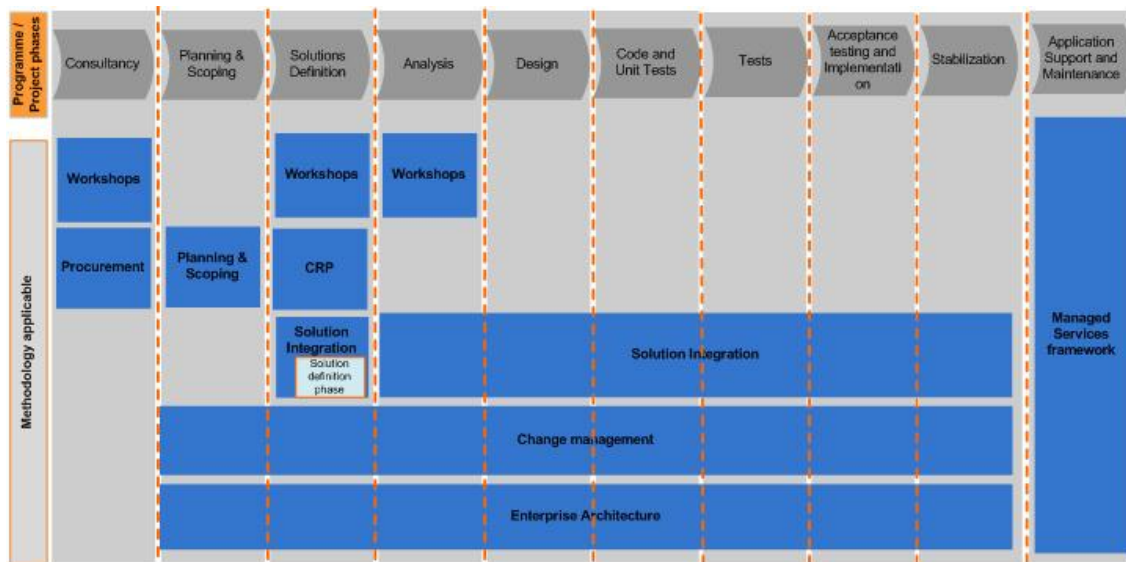 Programme /
Project phases
Consultancy
Planning &
Scoping
Solutions
Definition
Analysis
Design
Code and
Unit Tests
Tests
Acceptance
testing and
Implementati
on
Stabilization
Application
Support and
Maintenance
Methodology applicable
Workshops
Workshops
Workshops
Procurement
Planning &
Scoping
CRP
Solution
Integration
Solution
definition
phase
Solution Integration
Managed
Services
framework
Change management
Enterprise Architecture